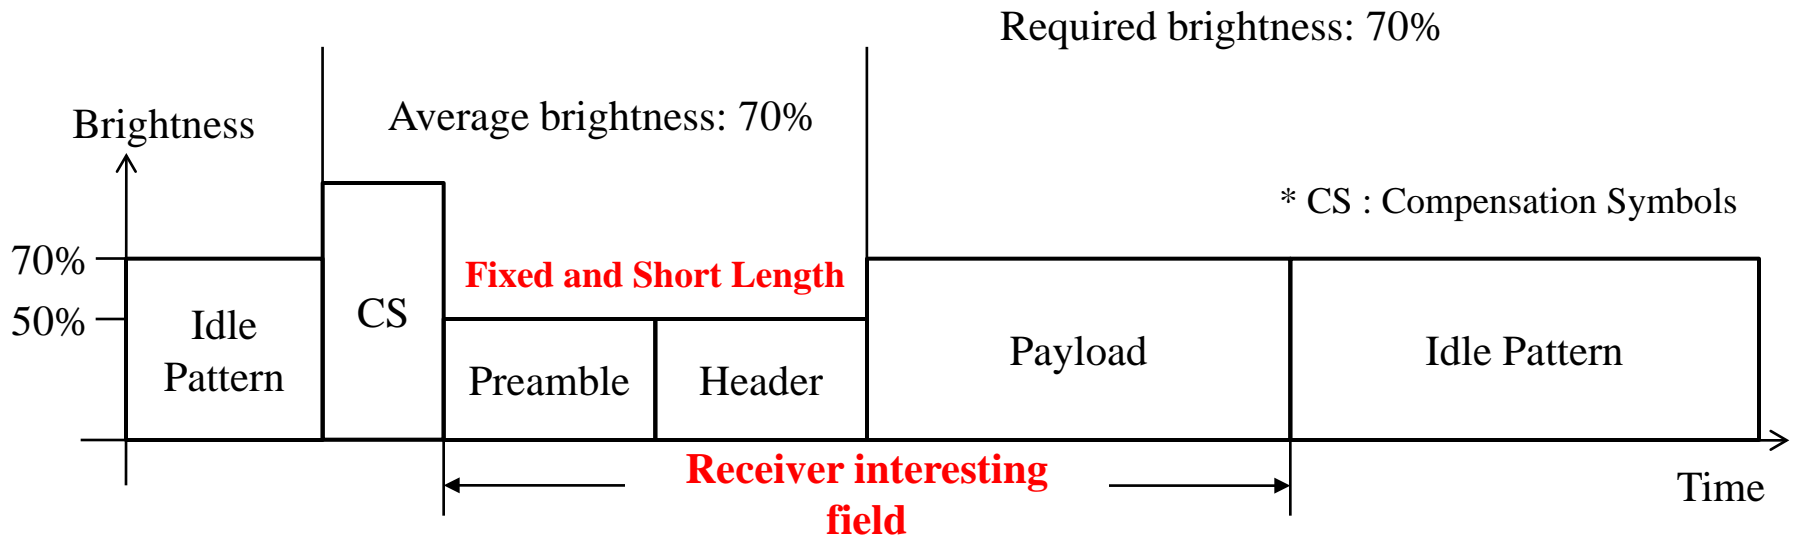 Required brightness: 70%
Average brightness: 70%
Brightness
* CS : Compensation Symbols
70%
Fixed and Short Length
50%
Idle
Pattern
CS
Preamble
Header
Payload
Idle Pattern
Receiver interesting
field
Time